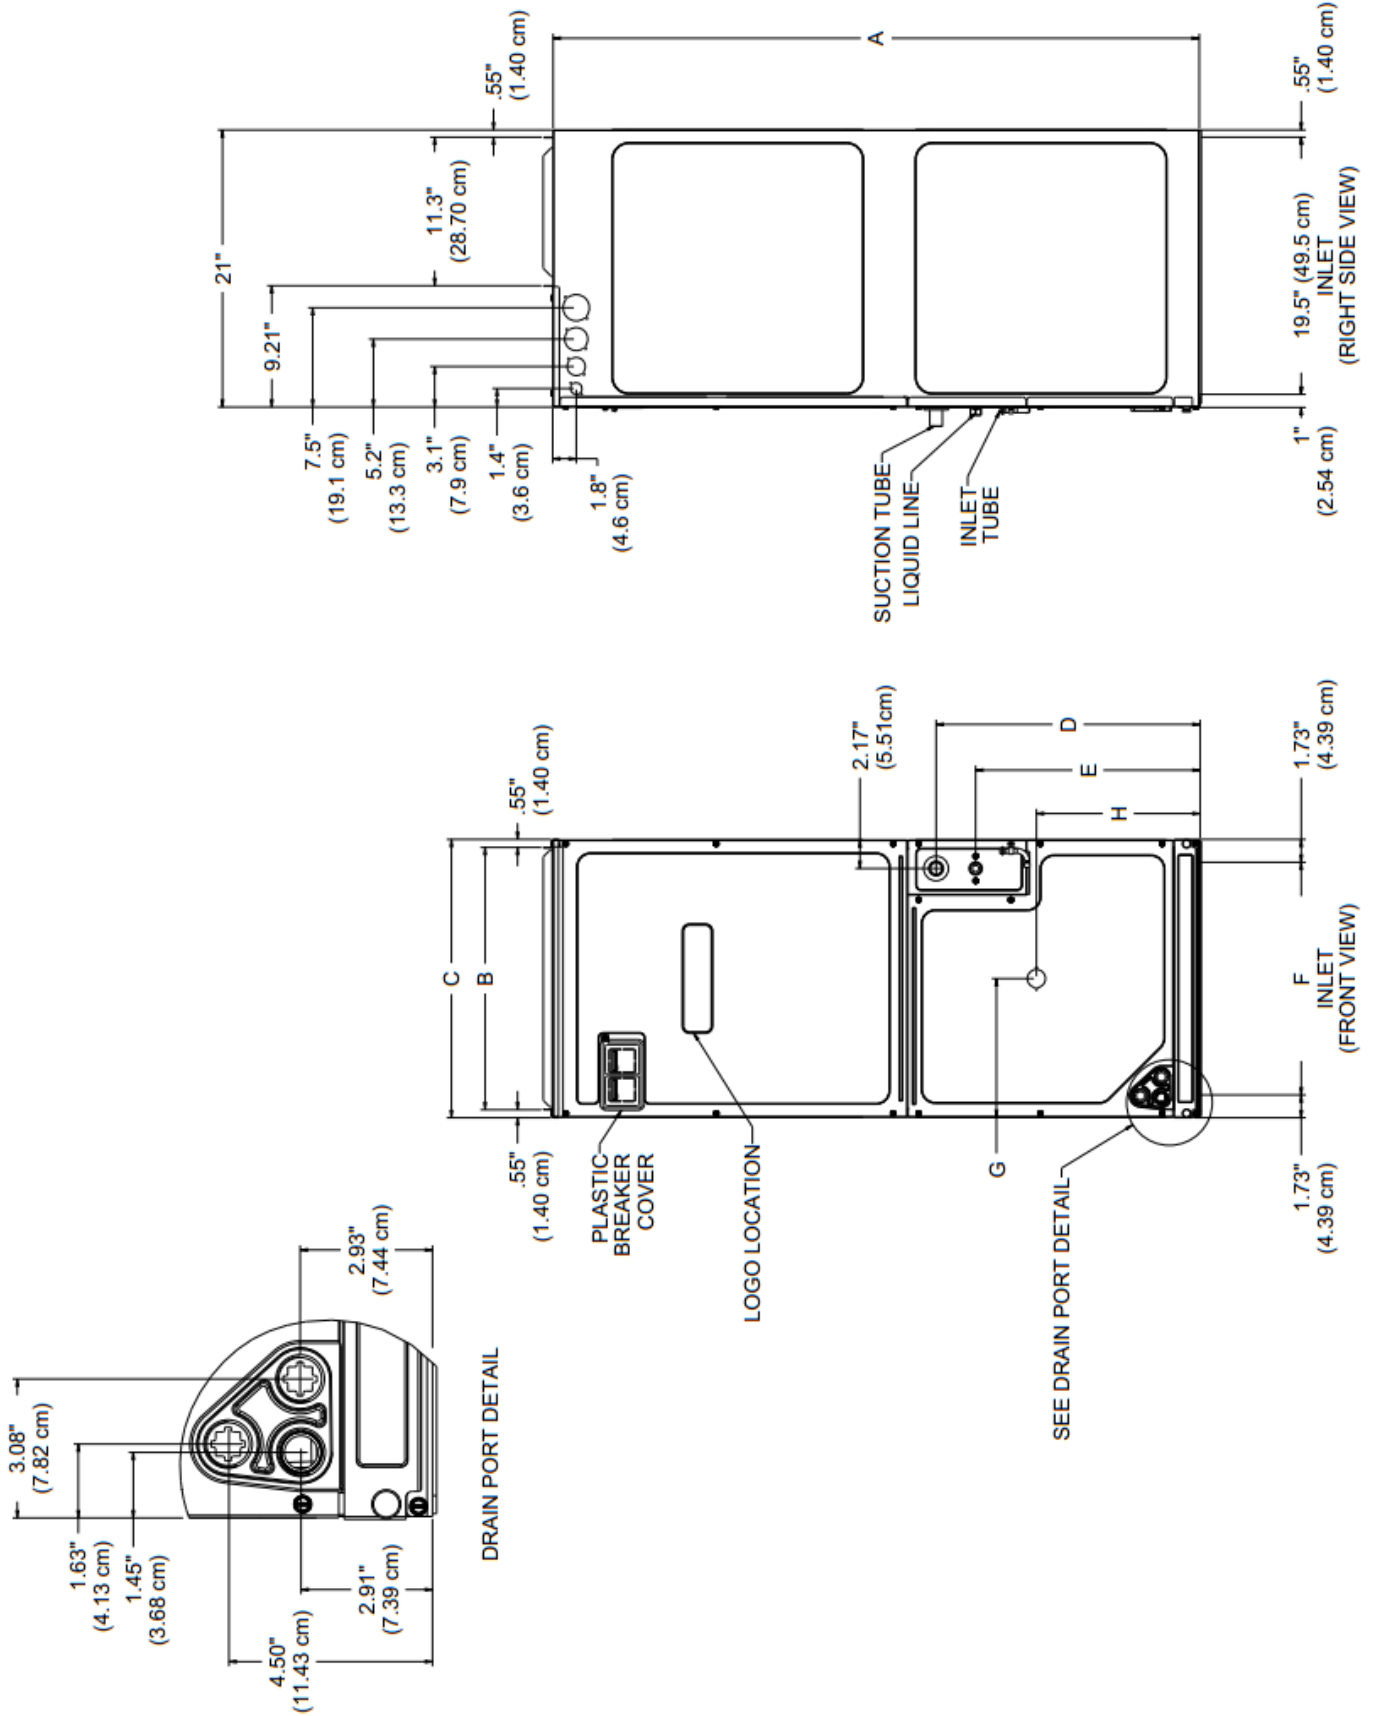 3.08"
(7.82 cm)
1.63"
(4.13 cm)
1.45"
(3.68 cm)
2.93"
(7.44 cm)
2.91"
(7.39 cm)
4.50"
(11.43 cm)
DRAIN PORT DETAIL
C
B
.55"
(1.40 cm)
.55"
(1.40 cm)
PLASTIC
BREAKER
COVER
LOGO LOCATION
2.17"
(5.51cm)
D
E
H
G
SEE DRAIN PORT DETAIL
1.73"
(4.39 cm)
F
1.73"
(4.39 cm)
INLET
(FRONT VIEW)
21"
9.21"
7.5"
(19.1 cm)
5.2"
(13.3 cm)
3.1"
(7.9 cm)
1.4"
(3.6 cm)
1.8"
(4.6 cm)
11.3"
(28.70 cm)
.55"
(1.40 cm)
A
SUCTION TUBE
LIQUID LINE
INLET
TUBE
1"
(2.54 cm)
19.5" (49.5 cm)
.55"
(1.40 cm)
INLET
(RIGHT SIDE VIEW)